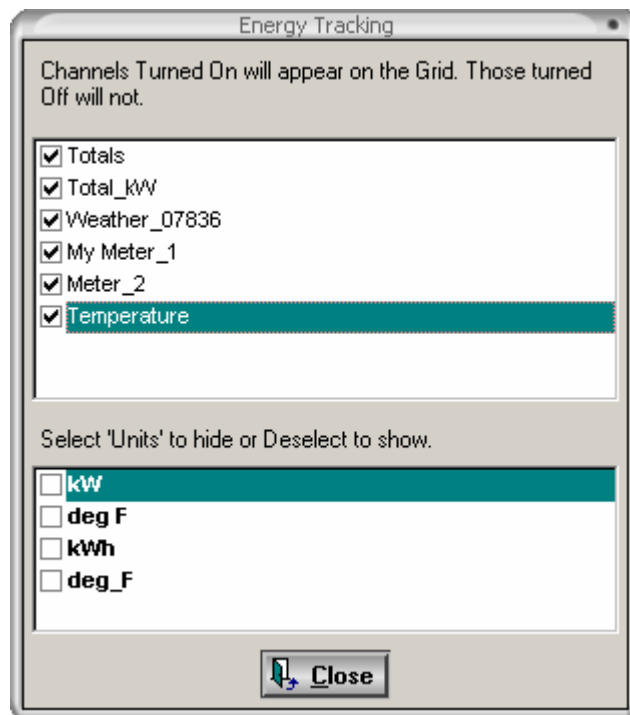 Energy Tracking
Channels Turned On will appear on the Grid. Those turned
Off will not.
Totals
Total_kW
Weather_07836
My Meter_1
Meter_2
Temperature
Select 'Units' to hide or Deselect to show.
kW
deg F
kWh
deg_F
Close